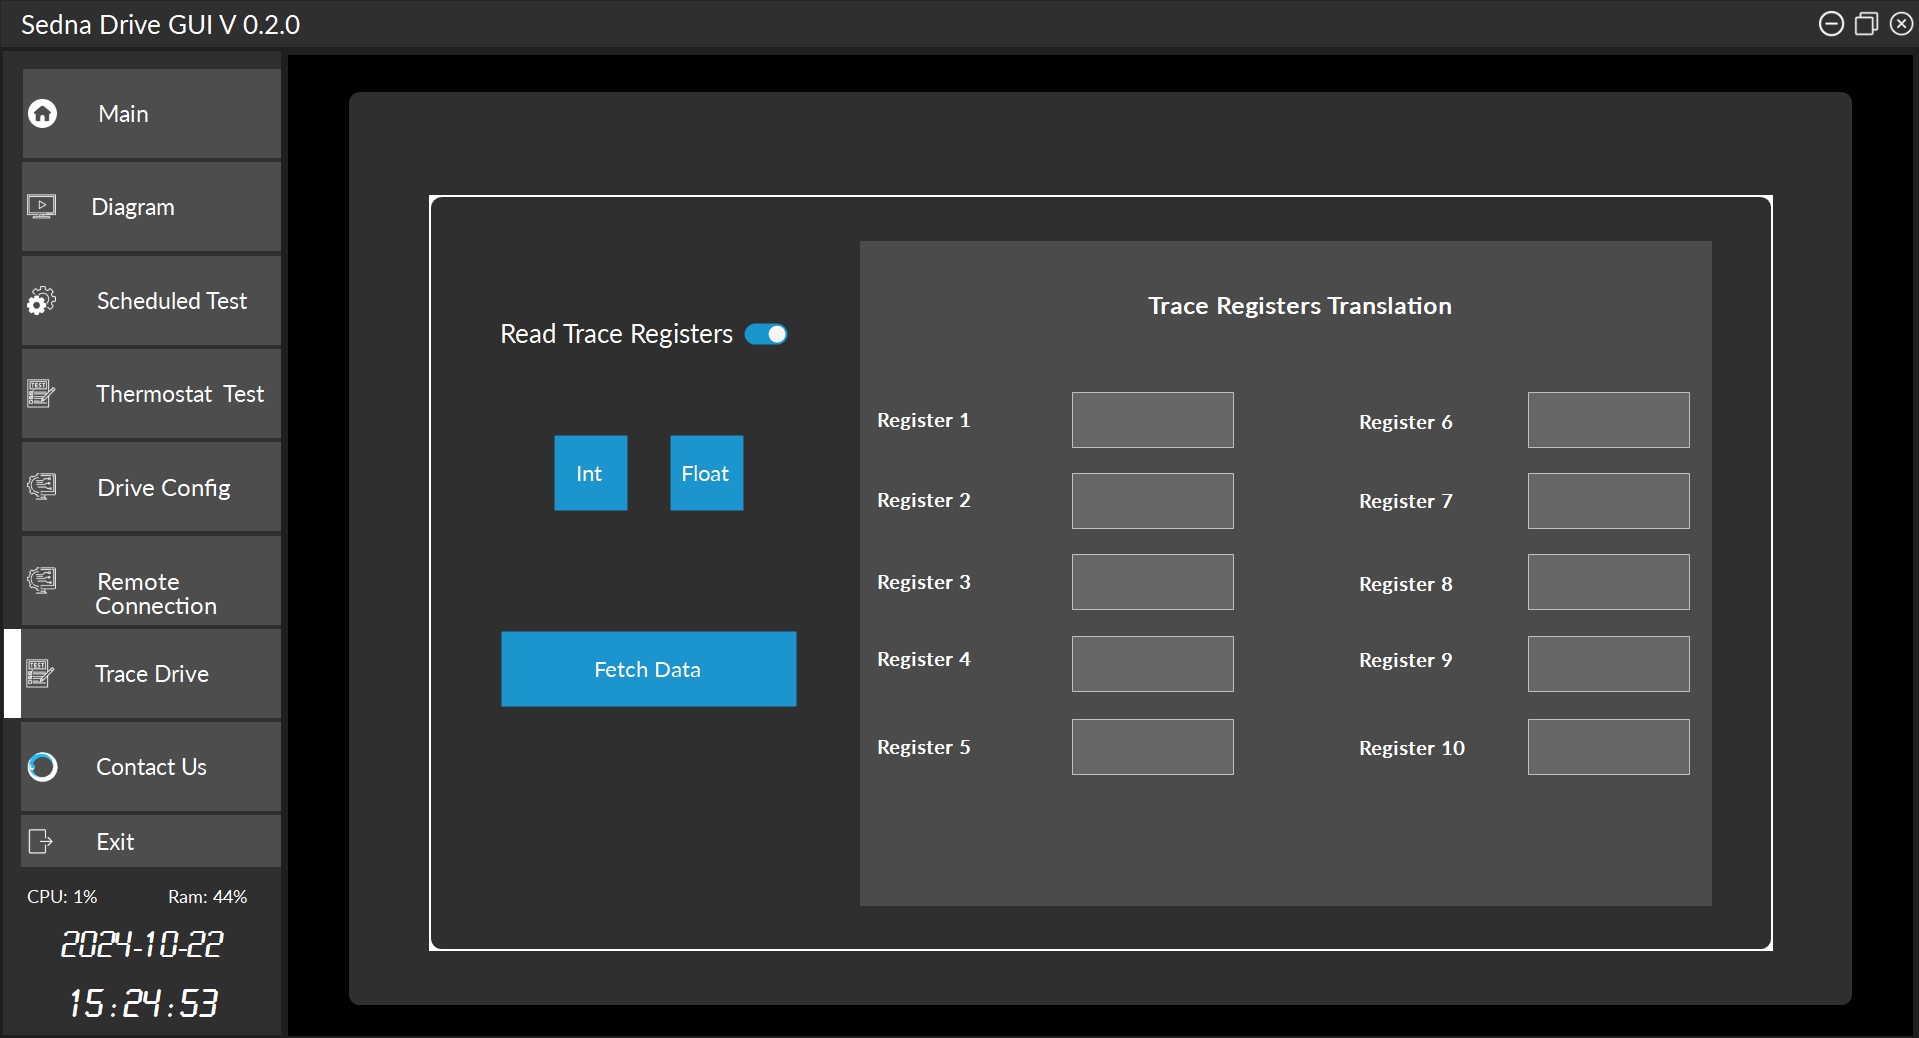 Sedna Drive GUI V 0.2.0
Main
Diagram
Scheduled Test
Thermostat  Test
Drive Config
Remote
Connection
Trace Drive
Contact Us
Exit
CPU: 1%
Ram: 44%
2024-10-22
15:24:53
Read Trace Registers
Int
Float
Fetch Data
Trace Registers Translation
Register 1
Register 2
Register 3
Register 4
Register 5
Register 6
Register 7
Register 8
Register 9
Register 10